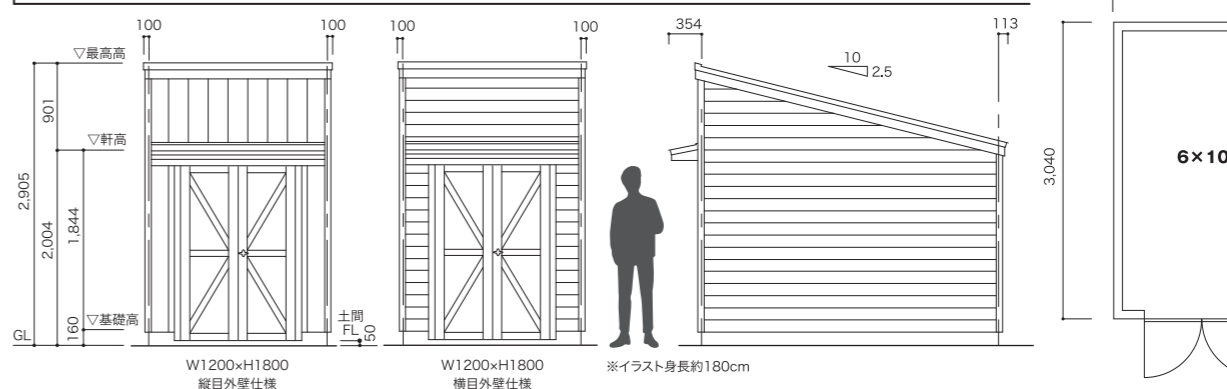 100
100
▽最高高
901
▽軒高
2,905
2,004
1,844
▽基礎高
160
GL
土間
FL
50
W1200×H1800
縦目外壁仕様
100
100
W1200×H1800
横目外壁仕様
354
113
10
2.5
※イラスト身長約180cm
3,040
6×10